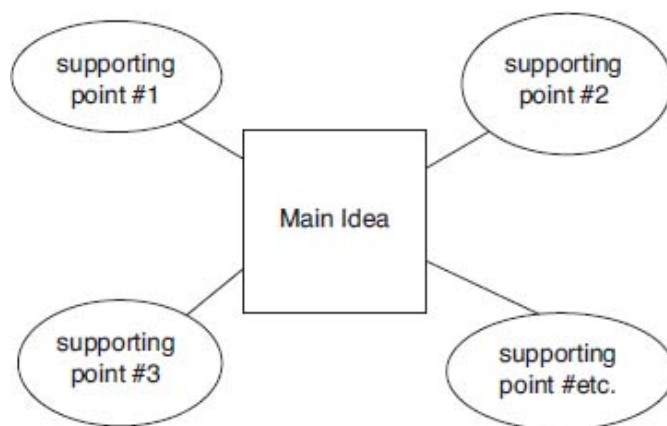 supporting
point #1
supporting
point #2
Main Idea
supporting
point #3
supporting
point #etc.